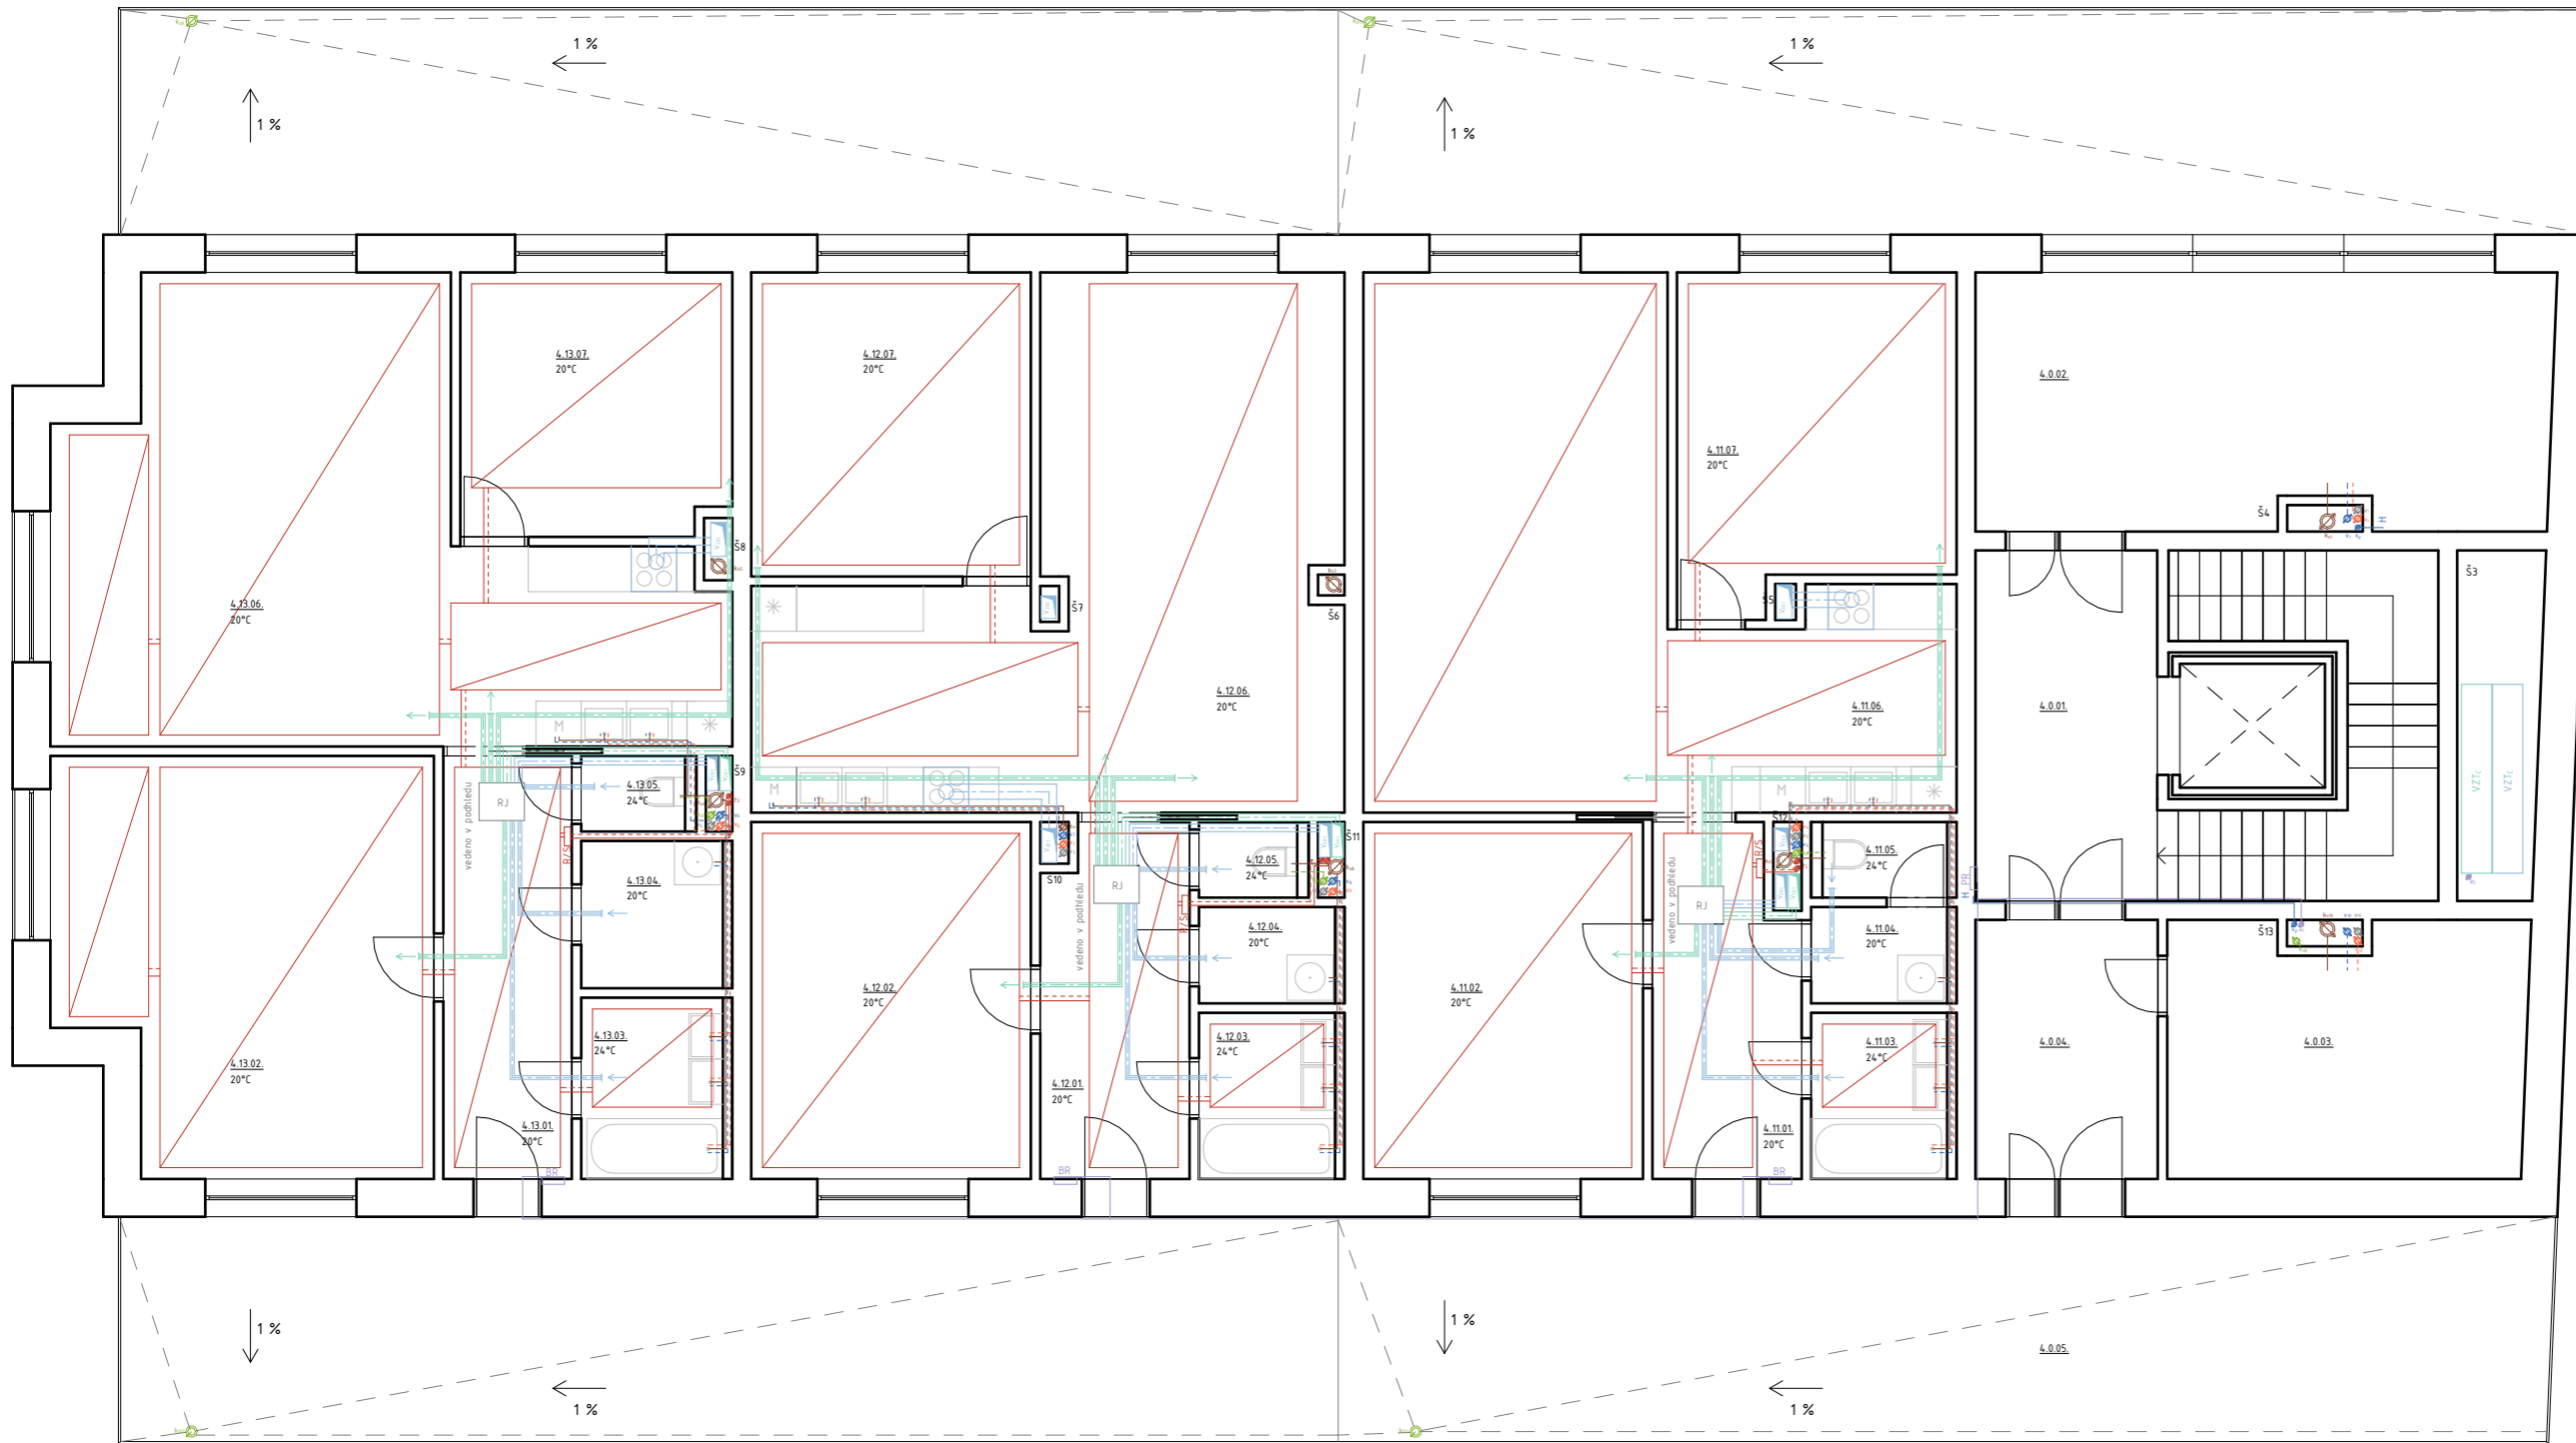 1 %
1 %
1 %
1 %
4.13.07.
20°C
4.12.07.
20°C
4.0.02.
4.11.07.
20°C
Š4
H
Š8
Š3
4.13.06.
20°C
Š7
Š6
Š5
4.12.06.
20°C
4.11.06.
20°C
4.0.01.
M
M
M
VZT
VZT
Š9
4.13.05.
24°C
RJ
vedeno v podhledu
R/S
Š12
Š11
4.12.05.
24°C
4.11.05.
24°C
R/S
Š10
RJ
vedeno v podhledu
R/S
RJ
vedeno v podhledu
4.13.04.
20°C
PR
H
4.12.04.
20°C
4.11.04.
20°C
Š13
4.12.02.
20°C
4.11.02.
20°C
4.13.03.
24°C
4.12.03.
24°C
4.11.03.
24°C
4.0.04.
4.0.03.
4.13.02.
20°C
4.12.01.
20°C
4.13.01.
20°C
4.11.01.
20°C
BR
BR
BR
1 %
1 %
4.0.05.
1 %
1 %